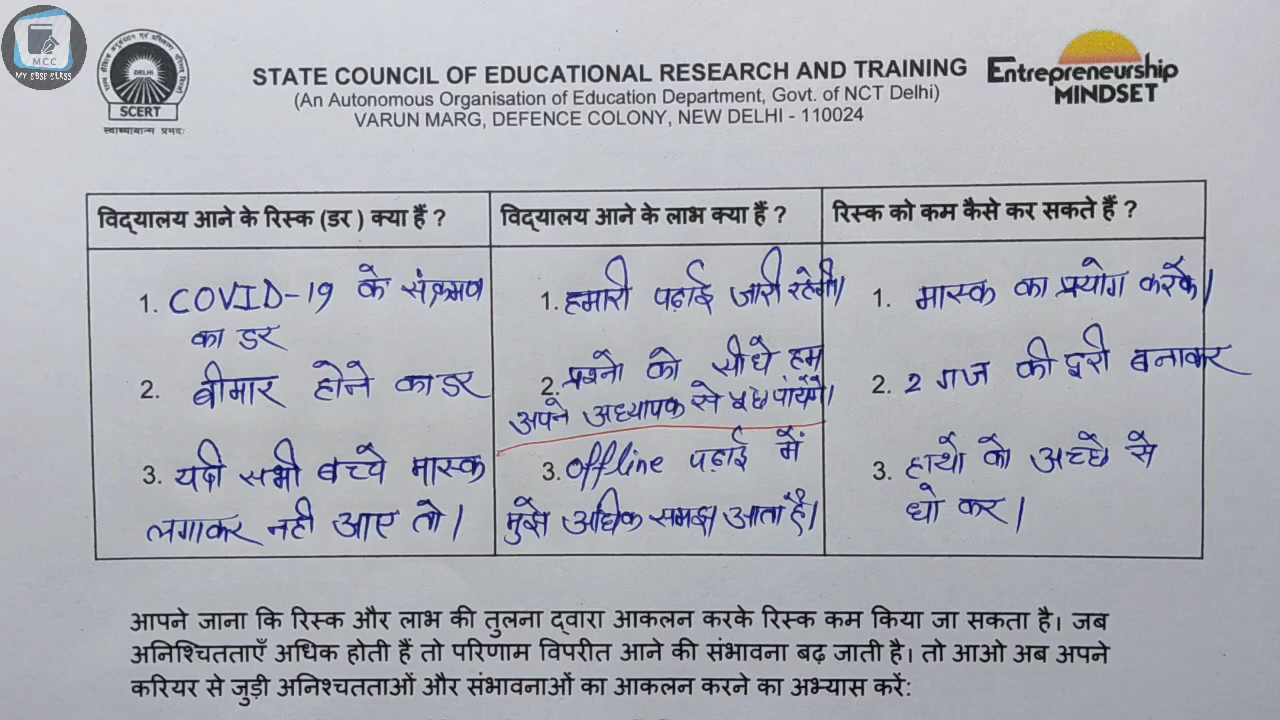 MCC
MY CBSE CLASS
DELHI
SCERT
STATE COUNCIL OF EDUCATIONAL RESEARCH AND TRAINING
(An Autonomous Organisation of Education Department, Govt. of NCT Delhi)
VARUN MARG, DEFENCE COLONY, NEW DELHI - 110024
Entrepreneurship
MINDSET
विद्यालय आने के रिस्क (डर ) क्या हैं ?
1. COVID-19 के संक्रमण
का डर
2. बीमार होने का डर
3. यदी सभी बच्चे मास्क
लगाकर नही आए तो।
विद्यालय आने के लाभ क्या हैं ?
1. हमारी पढ़ाई जारी रहेगी।
2. प्रश्नो को सीधे हम
अपने अध्यापक से पूछ पांयेंगे।
3. offline पढ़ाई में
मुझे अधिक समझ आता है।
रिस्क को कम कैसे कर सकते हैं ?
1. मास्क का प्रयोग करके।
2. 2 गज की दूरी बनाकर
3. हाथों को अच्छे से
धो कर।
आपने जाना कि रिस्क और लाभ की तुलना द्वारा आकलन करके रिस्क कम किया जा सकता है। जब
अनिश्चितताएँ अधिक होती हैं तो परिणाम विपरीत आने की संभावना बढ़ जाती है। तो आओ अब अपने
करियर से जुड़ी अनिश्चतताओं और संभावनाओं का आकलन करने का अभ्यास करें: